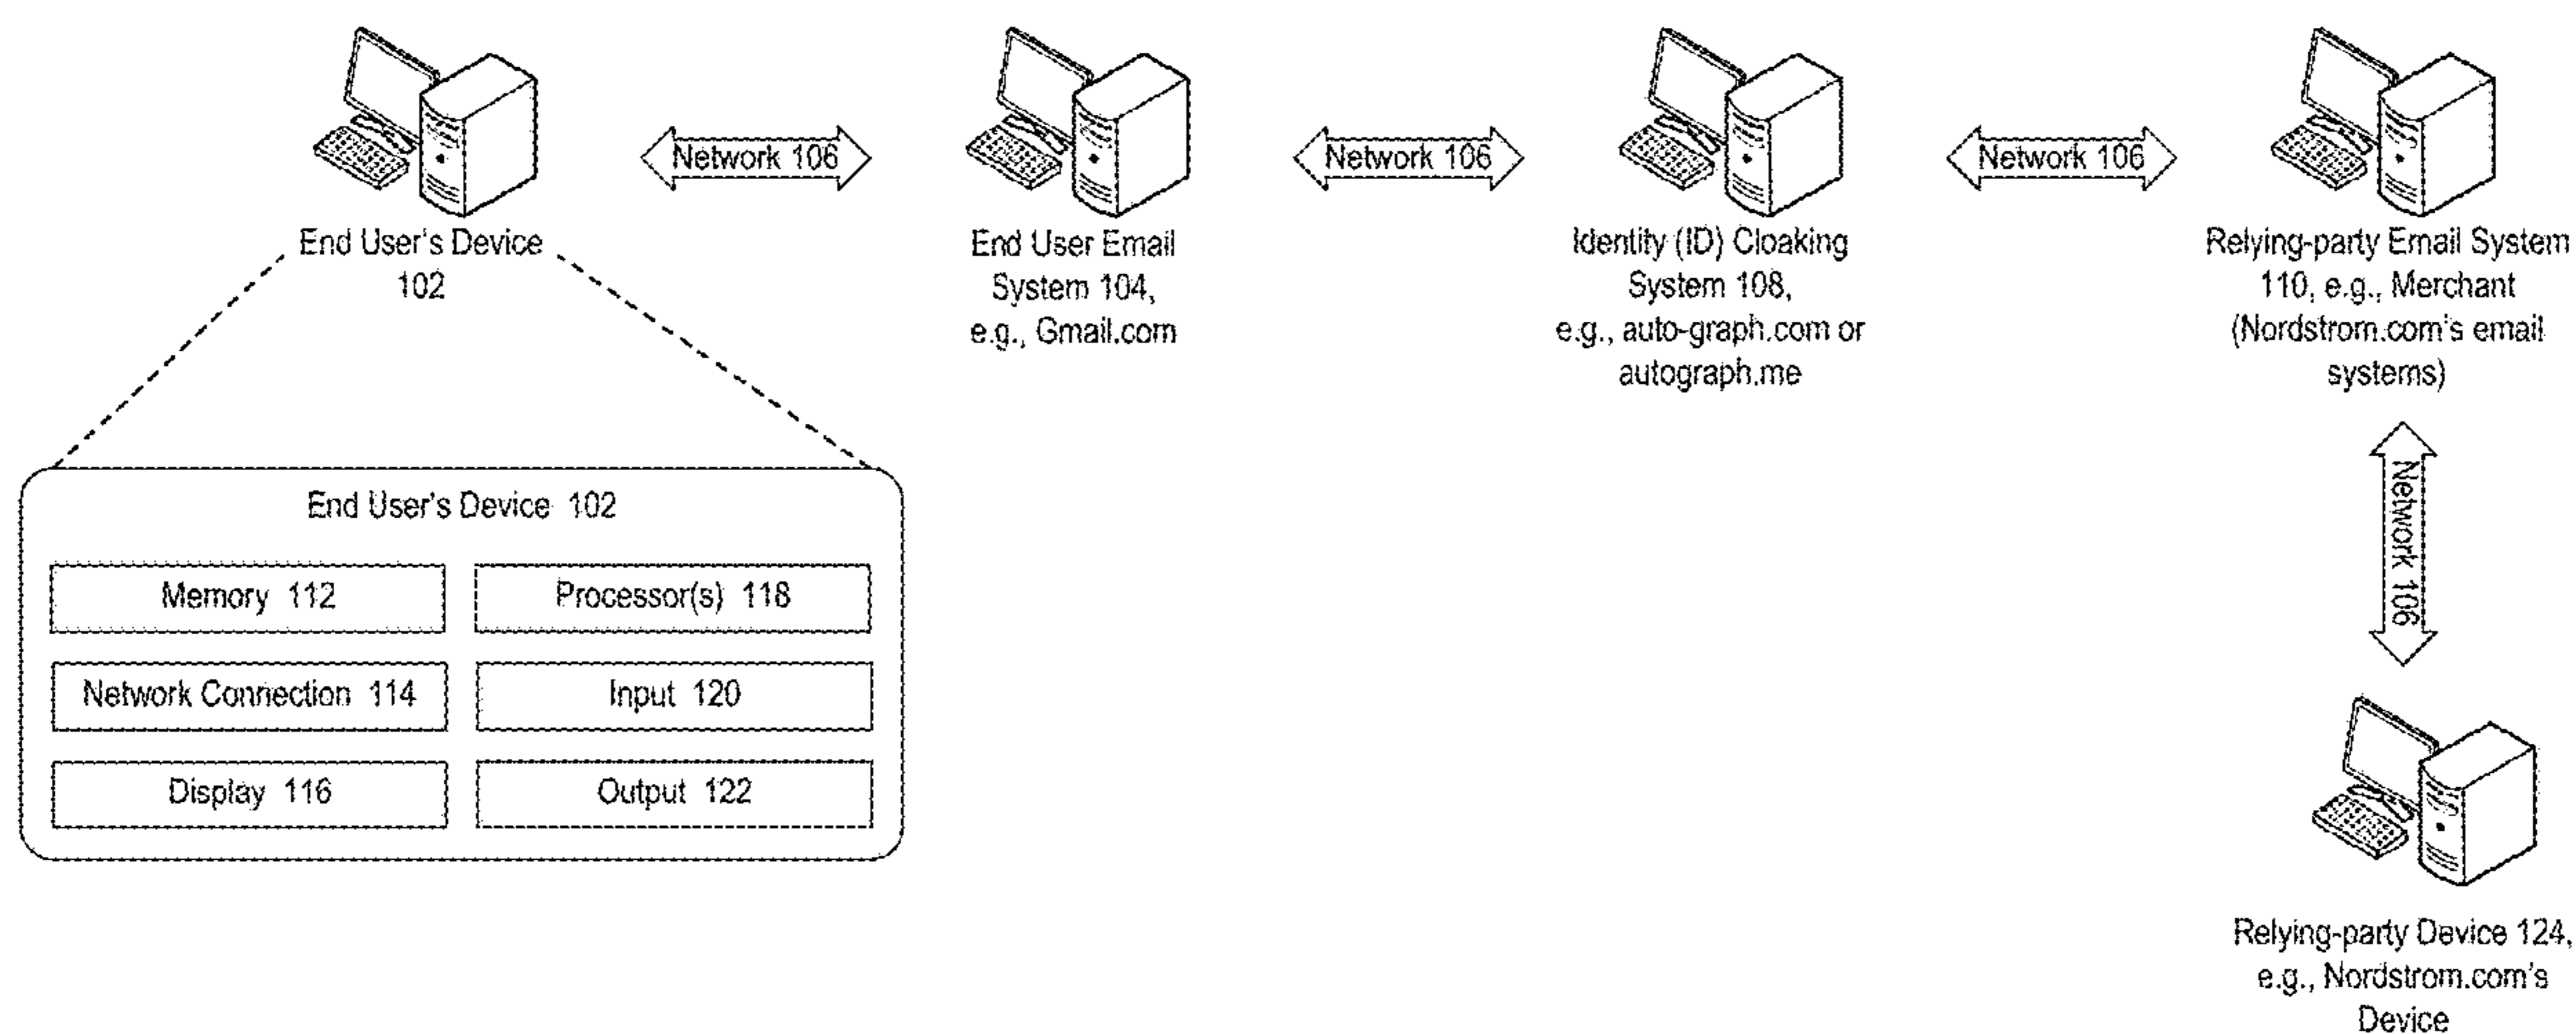 Network 106
Network 106
Network 106
End User's Device
102
End User Email
System 104,
e.g., Gmail.com
Identity (ID) Cloaking
System 108,
e.g., auto-graph.com or
autograph.me
Relying-party Email System
110, e.g., Merchant
(Nordstrom.com's email
systems)
Network 106
End User's Device 102
Memory 112
Processor(s) 118
Network Connection 114
Input 120
Display 116
Output 122
Relying-party Device 124,
e.g., Nordstrom.com's
Device